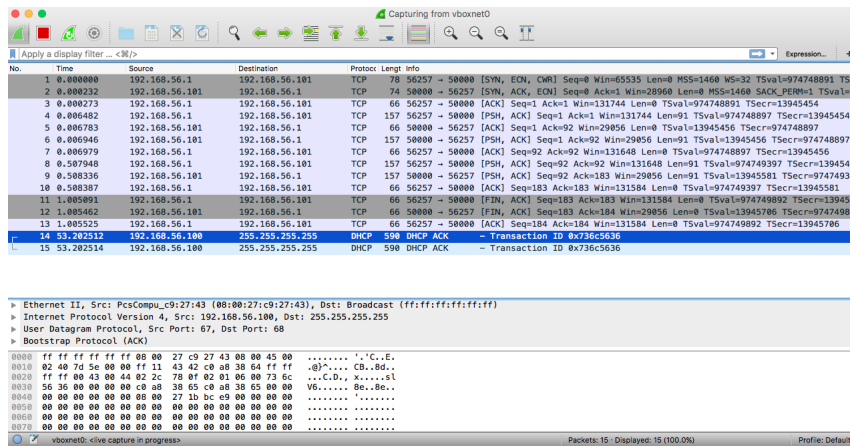 Capturing from vboxnet0
Apply a display filter ... <⌘/>
Expression...
+
No. Time Source Destination Protoc Lengt Info
1 0.000000 192.168.56.1 192.168.56.101 TCP 78 56257 → 50000 [SYN, ECN, CWR] Seq=0 Win=65535 Len=0 MSS=1460 WS=32 TSval=974748891 TS
2 0.000232 192.168.56.101 192.168.56.1 TCP 74 50000 → 56257 [SYN, ACK, ECN] Seq=0 Ack=1 Win=28960 Len=0 MSS=1460 SACK_PERM=1 TSval=
3 0.000273 192.168.56.1 192.168.56.101 TCP 66 56257 → 50000 [ACK] Seq=1 Ack=1 Win=131744 Len=0 TSval=974748891 TSecr=13945454
4 0.006482 192.168.56.1 192.168.56.101 TCP 157 56257 → 50000 [PSH, ACK] Seq=1 Ack=1 Win=131744 Len=91 TSval=974748897 TSecr=13945454
5 0.006783 192.168.56.101 192.168.56.1 TCP 66 50000 → 56257 [ACK] Seq=1 Ack=92 Win=29056 Len=0 TSval=13945456 TSecr=974748897
6 0.006946 192.168.56.101 192.168.56.1 TCP 157 50000 → 56257 [PSH, ACK] Seq=1 Ack=92 Win=29056 Len=91 TSval=13945456 TSecr=974748897
7 0.006979 192.168.56.1 192.168.56.101 TCP 66 56257 → 50000 [ACK] Seq=92 Ack=92 Win=131648 Len=0 TSval=974748897 TSecr=13945456
8 0.507948 192.168.56.1 192.168.56.101 TCP 157 56257 → 50000 [PSH, ACK] Seq=92 Ack=92 Win=131648 Len=91 TSval=974749397 TSecr=139454
9 0.508336 192.168.56.101 192.168.56.1 TCP 157 50000 → 56257 [PSH, ACK] Seq=92 Ack=183 Win=29056 Len=91 TSval=13945581 TSecr=9747493
10 0.508387 192.168.56.1 192.168.56.101 TCP 66 56257 → 50000 [ACK] Seq=183 Ack=183 Win=131584 Len=0 TSval=974749397 TSecr=13945581
11 1.005091 192.168.56.1 192.168.56.101 TCP 66 56257 → 50000 [FIN, ACK] Seq=183 Ack=183 Win=131584 Len=0 TSval=974749892 TSecr=13945
12 1.005462 192.168.56.101 192.168.56.1 TCP 66 50000 → 56257 [FIN, ACK] Seq=183 Ack=184 Win=29056 Len=0 TSval=13945706 TSecr=9747498
13 1.005525 192.168.56.1 192.168.56.101 TCP 66 56257 → 50000 [ACK] Seq=184 Ack=184 Win=131584 Len=0 TSval=974749892 TSecr=13945706
14 53.202512 192.168.56.100 255.255.255.255 DHCP 590 DHCP ACK - Transaction ID 0x736c5636
15 53.202514 192.168.56.100 255.255.255.255 DHCP 590 DHCP ACK - Transaction ID 0x736c5636
Ethernet II, Src: PcsCompu_c9:27:43 (08:00:27:c9:27:43), Dst: Broadcast (ff:ff:ff:ff:ff:ff)
Internet Protocol Version 4, Src: 192.168.56.100, Dst: 255.255.255.255
User Datagram Protocol, Src Port: 67, Dst Port: 68
Bootstrap Protocol (ACK)
0000 ff ff ff ff ff ff 08 00 27 c9 27 43 08 00 45 00 ........ '.'C..E.
0010 02 40 7d 5e 00 00 ff 11 43 42 c0 a8 38 64 ff ff .@}^.... CB..8d..
0020 ff ff 00 43 00 44 02 2c 78 0f 02 01 06 00 73 6c ...C.D., x.....sl
0030 56 36 00 00 00 00 c0 a8 38 65 c0 a8 38 65 00 00 V6...... 8e..8e..
0040 00 00 00 00 00 00 08 00 27 1b bc e9 00 00 00 00 ........ '.......
0050 00 00 00 00 00 00 00 00 00 00 00 00 00 00 00 00 ........ ........
0060 00 00 00 00 00 00 00 00 00 00 00 00 00 00 00 00 ........ ........
0070 00 00 00 00 00 00 00 00 00 00 00 00 00 00 00 00 ........ ........
vboxnet0: <live capture in progress>
Packets: 15 · Displayed: 15 (100.0%)
Profile: Default